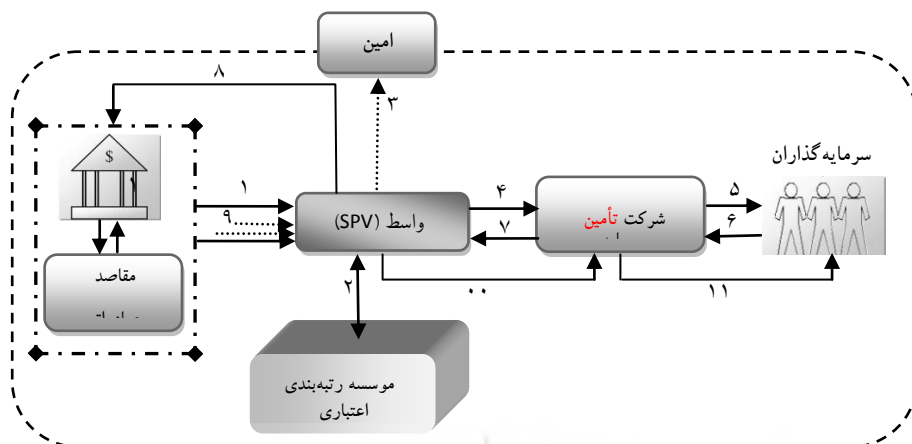 امین
۸
۳
سرمایه‌گذاران
$
۱
۹
واسط (SPV)
۴
۷
شرکت تأمین
۵
۶
مقاصد
۲
۰۰
۱۱
موسسه رتبه‌بندی
اعتباری